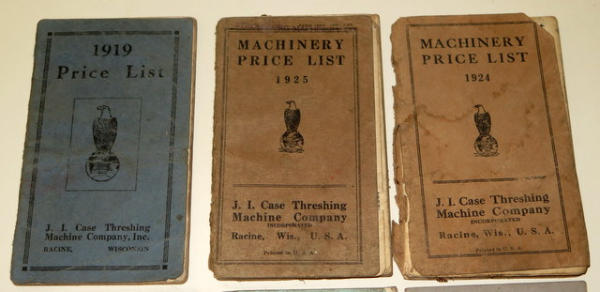 1919
Price List
J. I. Case Threshing
Machine Company, Inc.
RACINE, WISCONSIN
MACHINERY
PRICE LIST
1925
J. I. Case Threshing
Machine Company
INCORPORATED
Racine, Wis., U. S. A.
Printed in U. S. A.
MACHINERY
PRICE LIST
1924
J. I. Case Threshing
Machine Company
INCORPORATED
Racine, Wis., U. S. A.
Printed in U. S. A.